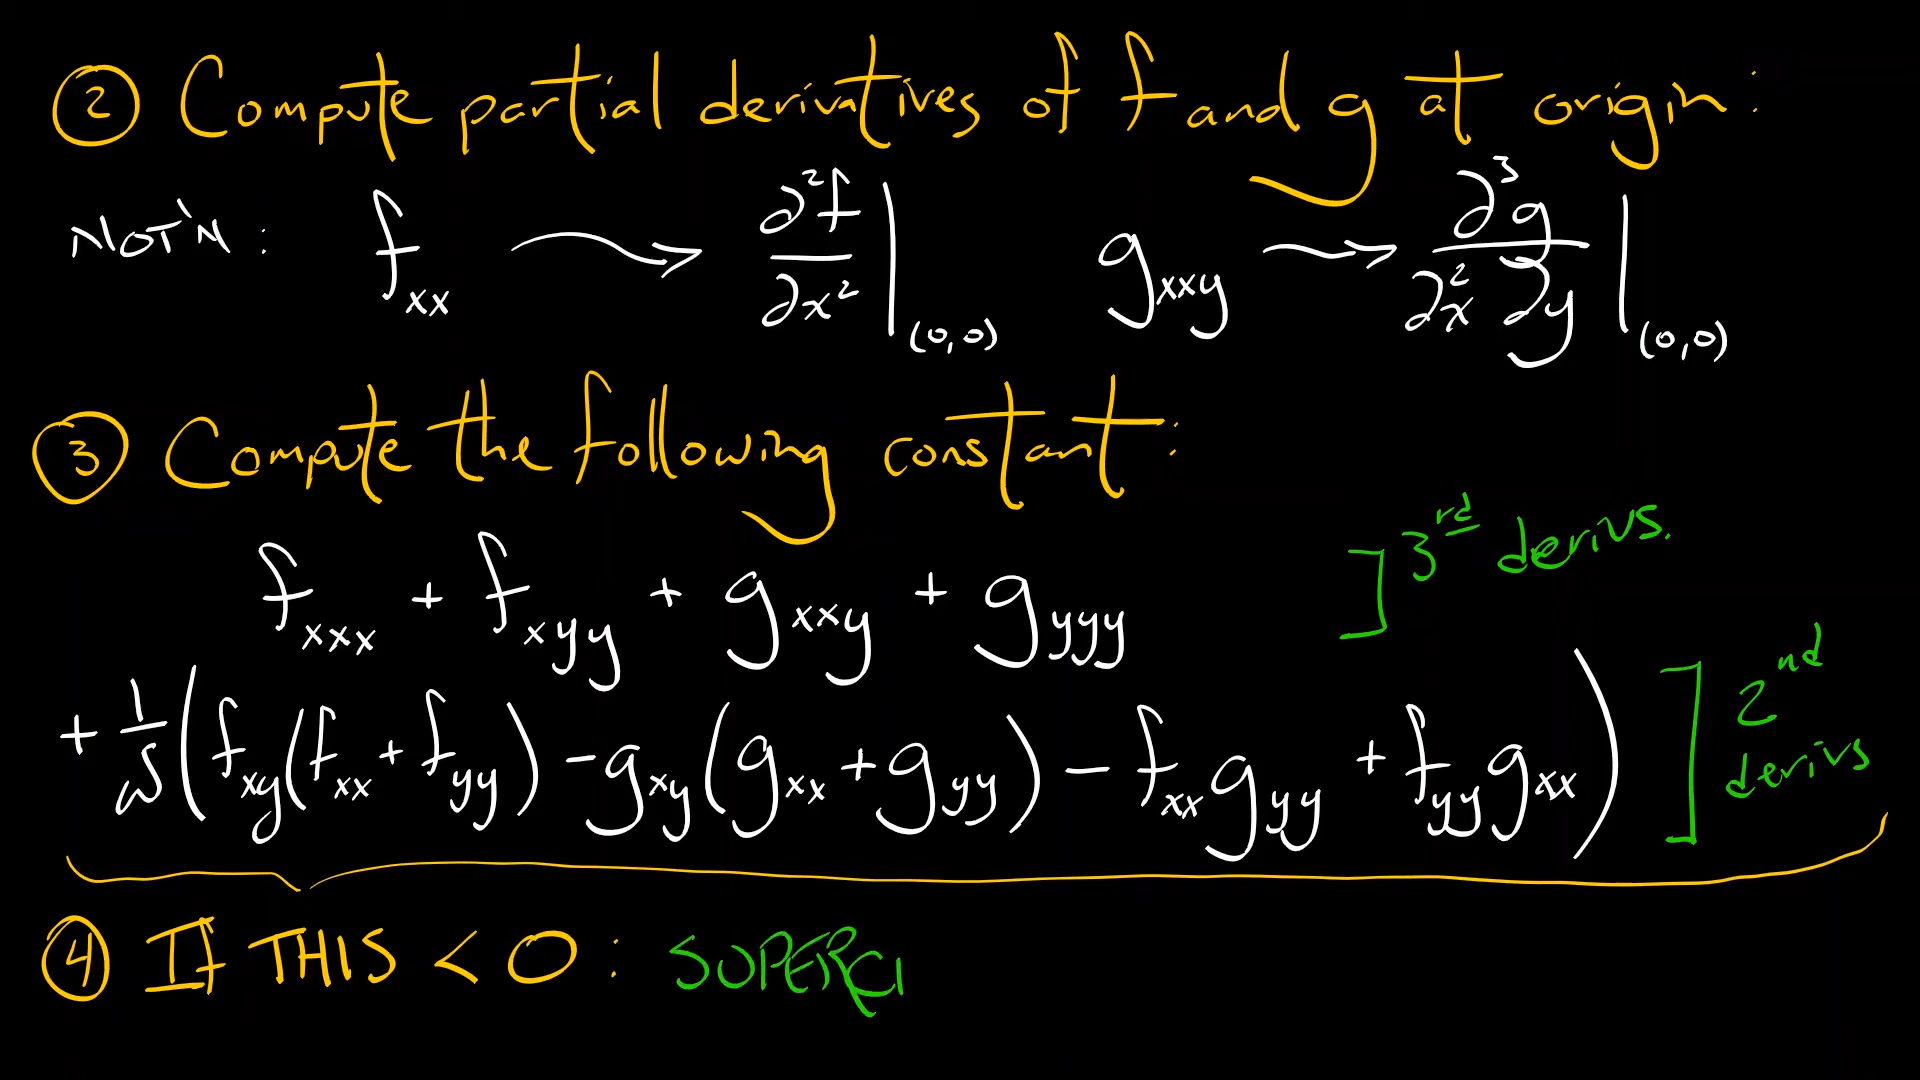 ② Compute partial derivatives of f and g at origin:
NOT'N: f_xx → ∂²f/∂x² |_(0,0) g_xxy → ∂³g/∂²x ∂y |_(0,0)
③ Compute the following constant:
f_xxx + f_xyy + g_xxy + g_yyy ] 3rd derivs.
+ 1/ω (f_xy(f_xx + f_yy) - g_xy(g_xx + g_yy) - f_xx g_yy + f_yy g_xx) ] 2nd derivs
④ If THIS < 0: SUPERCI